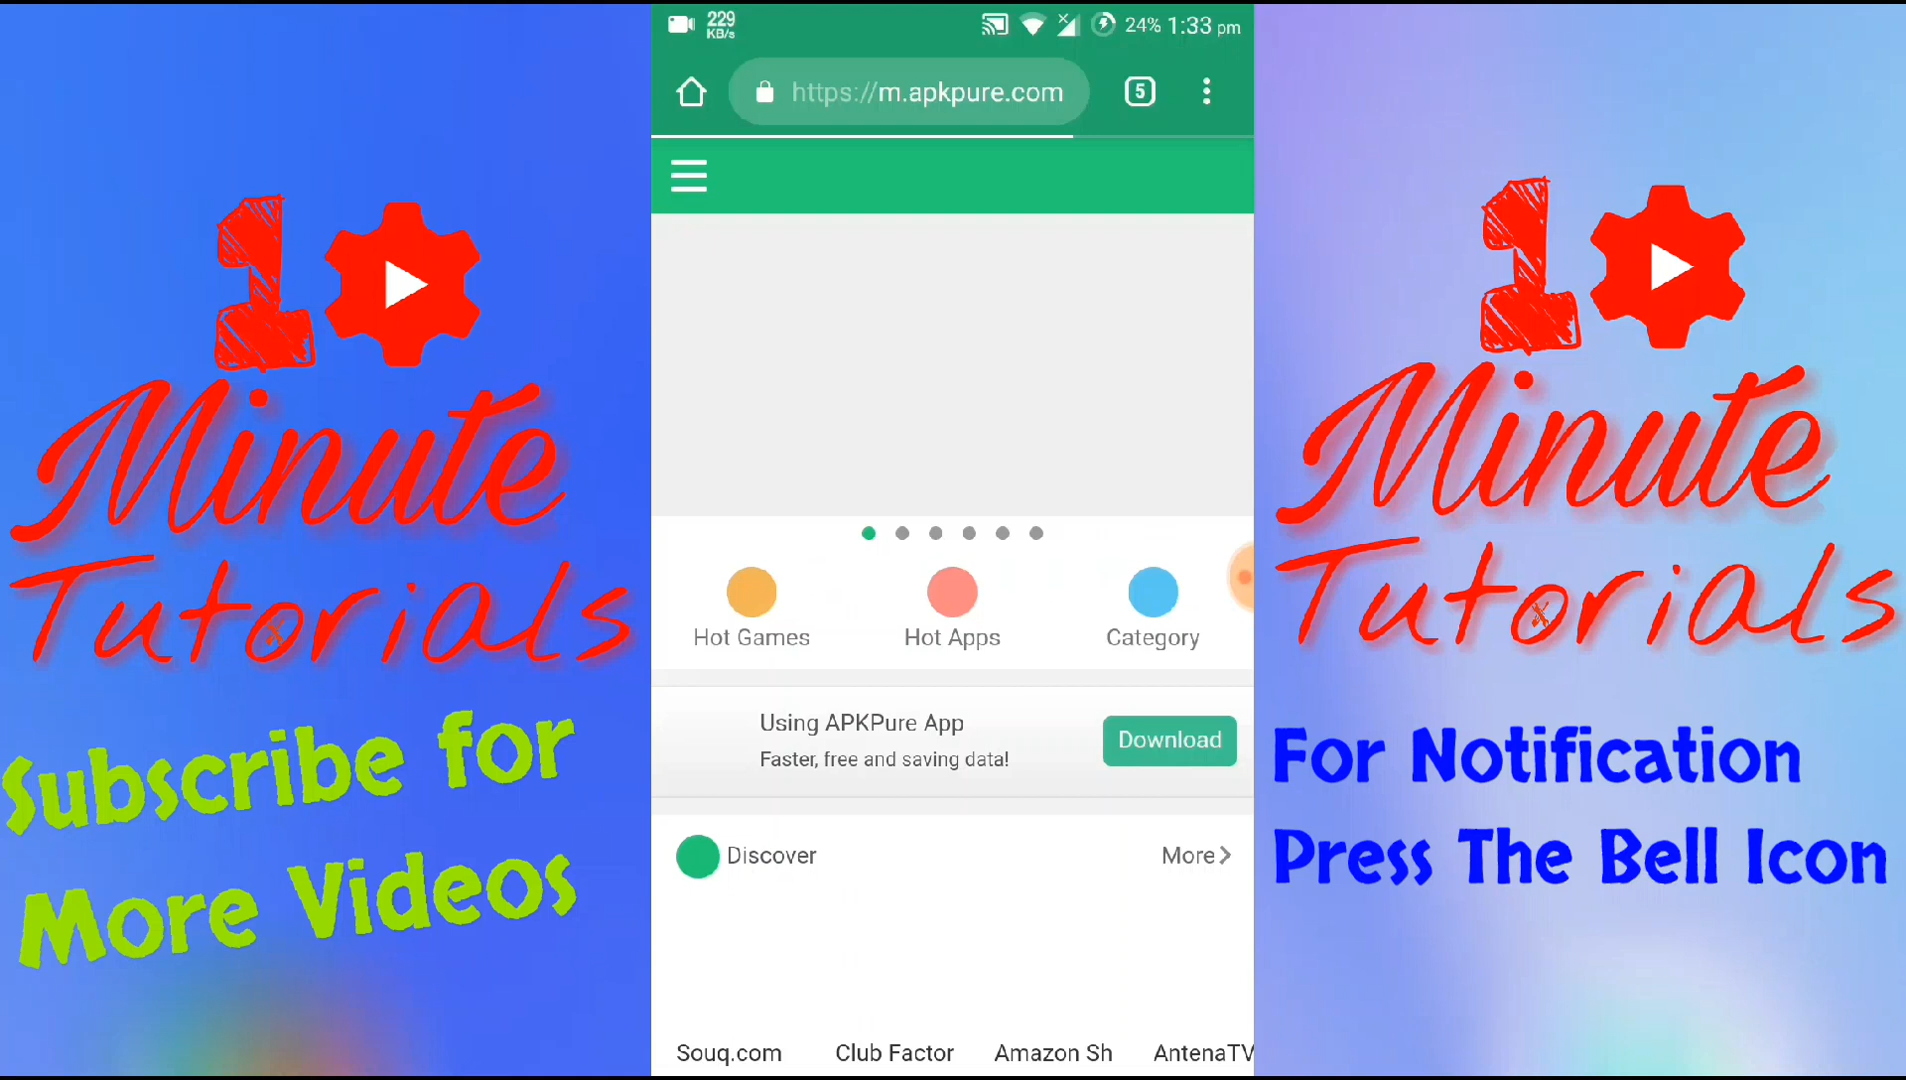 1
Minute
Tutorials
Subscribe for
More Videos
229
KB/s
24% 1:33 pm
https://m.apkpure.com
5
Hot Games
Hot Apps
Category
Using APKPure App
Faster, free and saving data!
Download
Discover
More
Souq.com
Club Factor
Amazon Sh
AntenaTV
1
Minute
Tutorials
For Notification
Press The Bell Icon